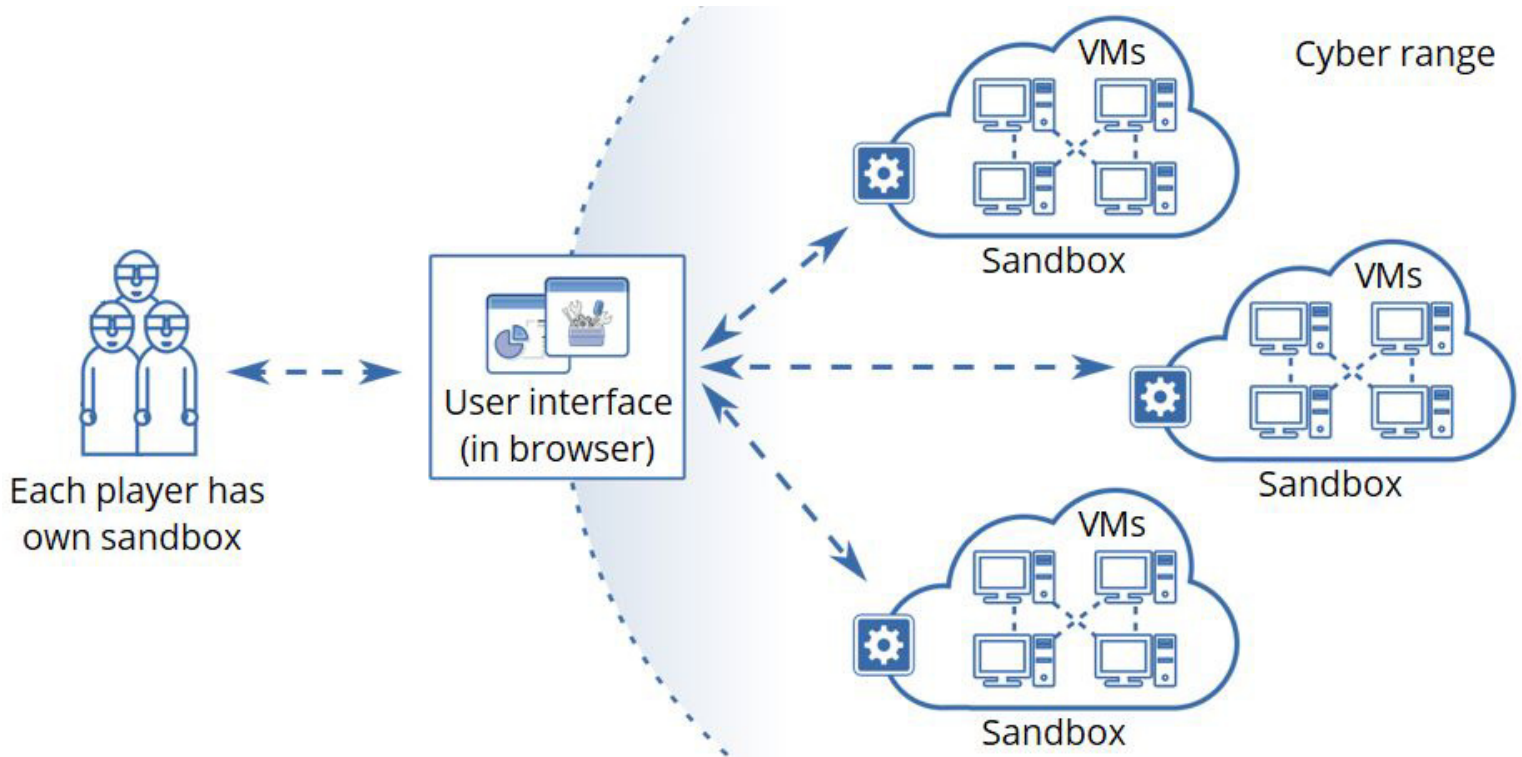 VMs
Cyber range
Sandbox
VMs
User interface
(in browser)
Each player has
own sandbox
Sandbox
VMs
Sandbox